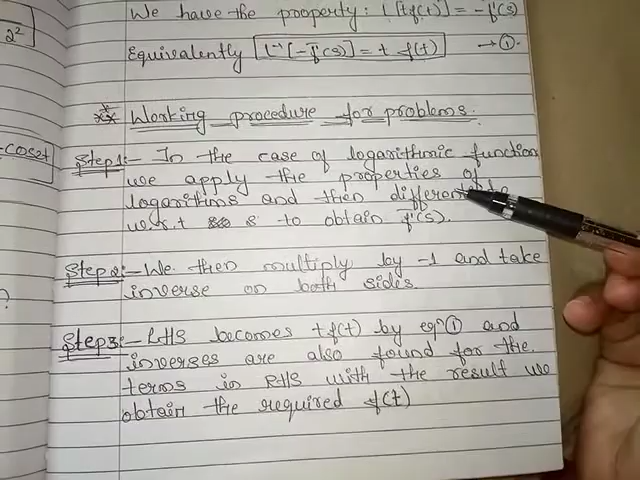 2²
-cos2t
?
We have the property: L[tf(t)] = -f̄'(s)
Equivalently L⁻¹[-f̄'(s)] = t f(t) →①.
** Working procedure for problems.
Step1:- In the case of logarithmic function
we apply the properties of
logarithms and then differentiate
w.r.t s to obtain f̄'(s).
Step2:- We then multiply by -1 and take
inverse on both sides.
Step3:- LHS becomes tf(t) by eqⁿ① and
inverses are also found for the
terms in RHS with the result we
obtain the required f(t)